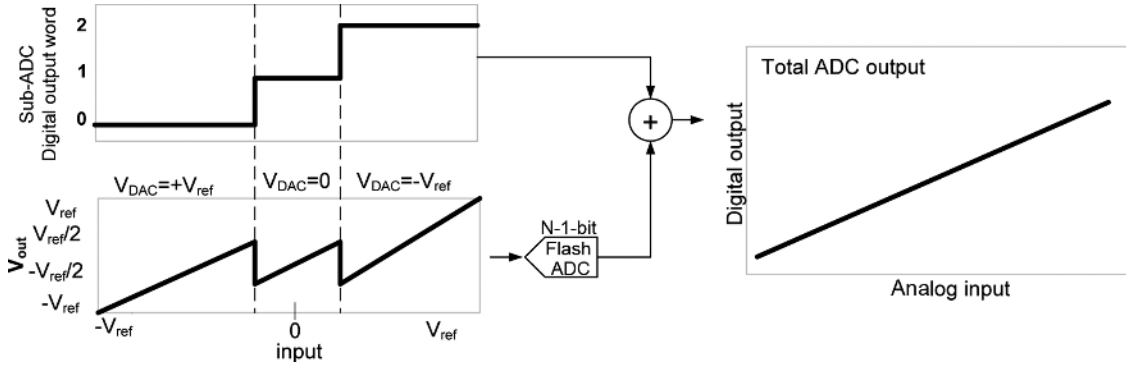 Sub-ADC
Digital output word
2
1
0
V_DAC=+V_ref
V_DAC=0
V_DAC=-V_ref
V_out
V_ref
V_ref/2
-V_ref/2
-V_ref
-V_ref
0
V_ref
input
N-1-bit
Flash
ADC
+
Total ADC output
Digital output
Analog input